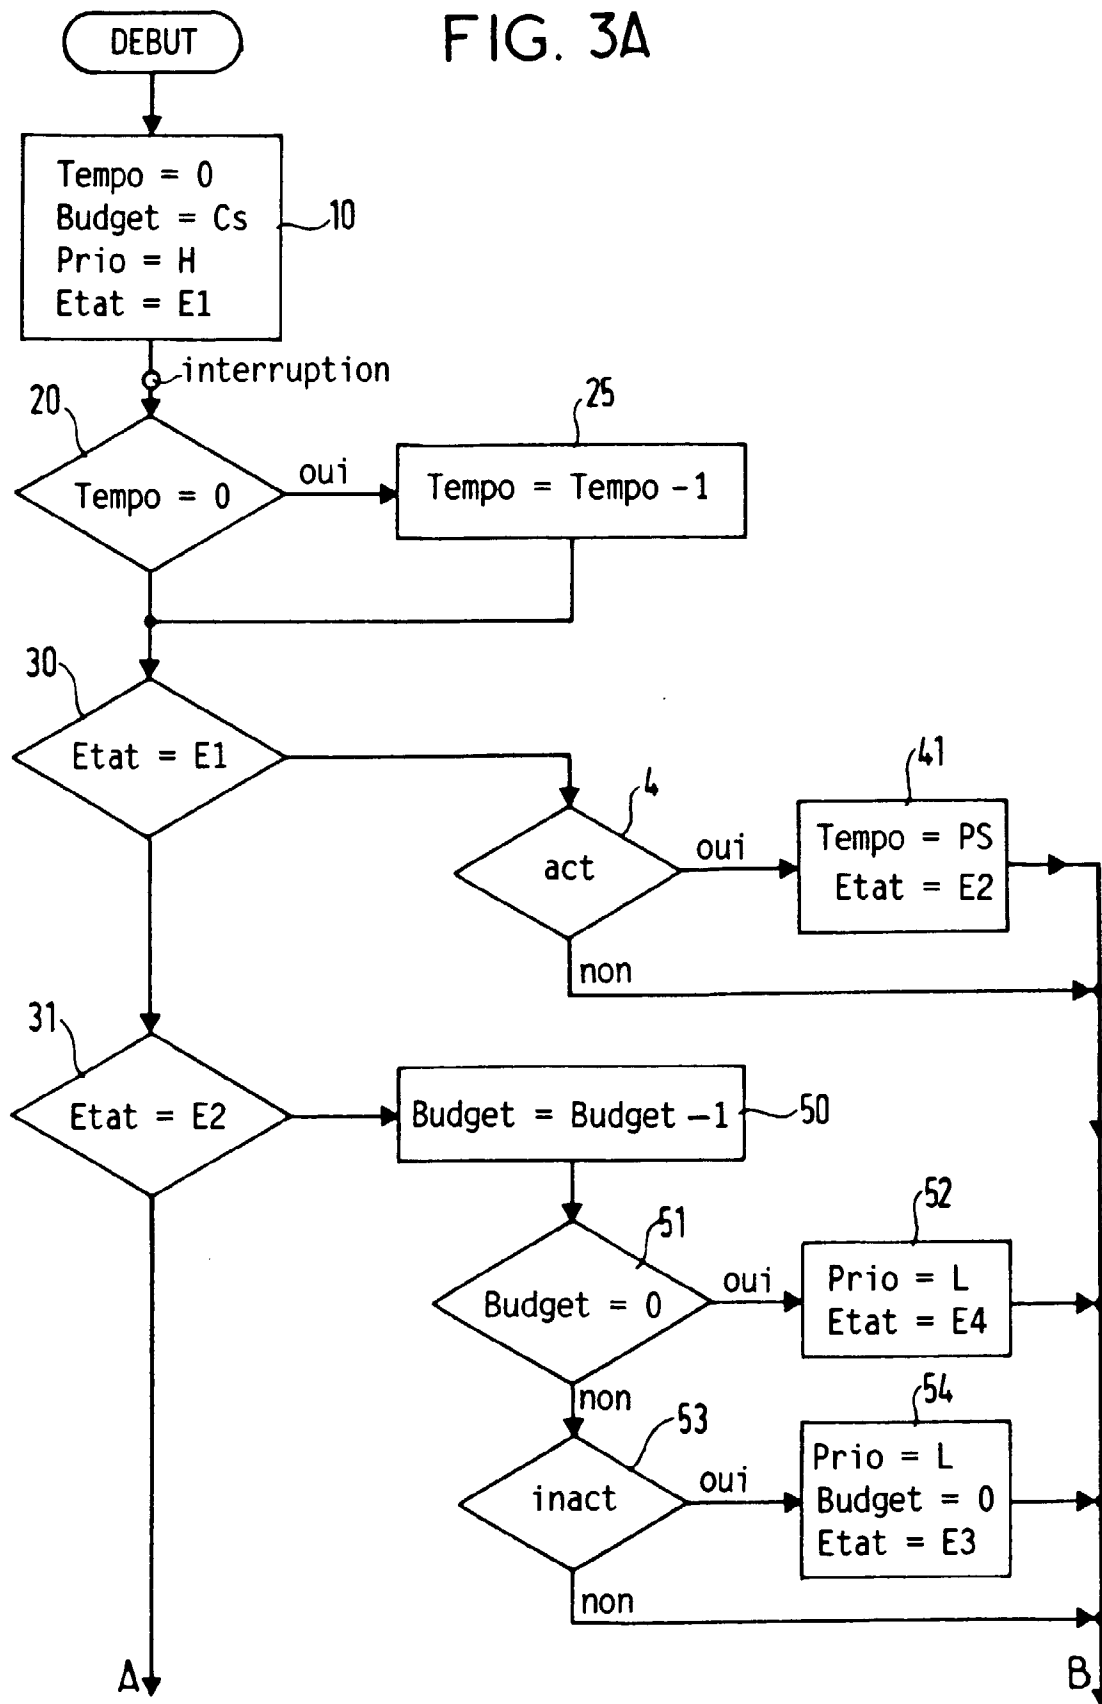 FIG. 3A
DEBUT
Tempo = 0
Budget = Cs
Prio = H
Etat = E1
10
interruption
20
Tempo = 0
oui
25
Tempo = Tempo -1
30
Etat = E1
4
act
oui
non
41
Tempo = PS
Etat = E2
31
Etat = E2
Budget = Budget -1
50
51
Budget = 0
oui
non
52
Prio = L
Etat = E4
53
inact
oui
non
54
Prio = L
Budget = 0
Etat = E3
A
B